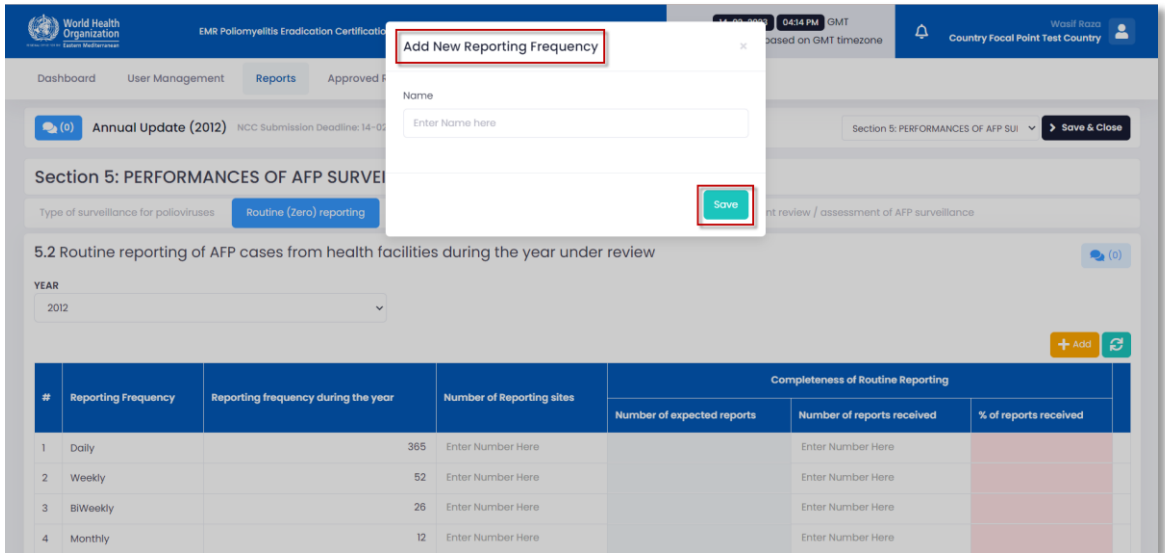 World Health
Organization
Eastern Mediterranean
EMR Poliomyelitis Eradication Certificatio
04:14 PM GMT
based on GMT timezone
Wasif Raza
Country Focal Point Test Country
Add New Reporting Frequency
×
Dashboard User Management Reports Approved
Name
Enter Name here
(0) Annual Update (2012) NCC Submission Deadline: 14-02
Section 5: PERFORMANCES OF AFP SUI
Save & Close
Section 5: PERFORMANCES OF AFP SURVEI
Save
Type of surveillance for polioviruses Routine (Zero) reporting nt review / assessment of AFP surveillance
5.2 Routine reporting of AFP cases from health facilities during the year under review
(0)
YEAR
2012
+ Add
# Reporting Frequency Reporting frequency during the year Number of Reporting sites Completeness of Routine Reporting
Number of expected reports Number of reports received % of reports received
1 Daily 365 Enter Number Here Enter Number Here
2 Weekly 52 Enter Number Here Enter Number Here
3 BiWeekly 26 Enter Number Here Enter Number Here
4 Monthly 12 Enter Number Here Enter Number Here